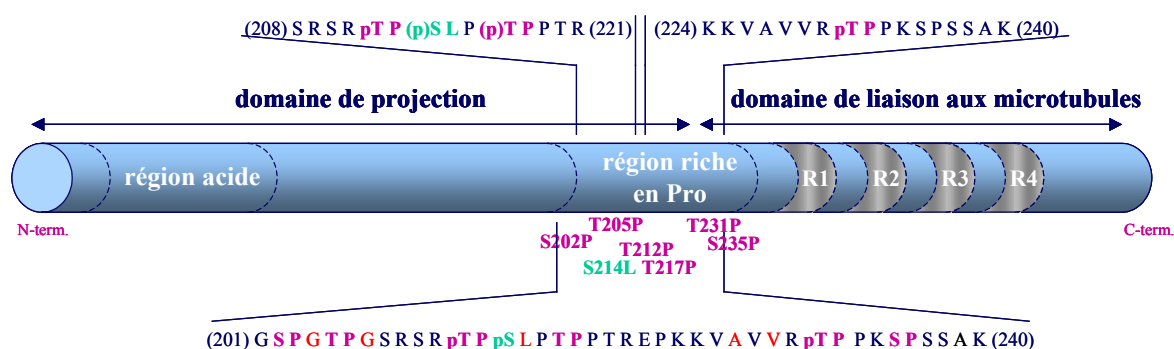 (208) S R S R pT P (p)S L P (p)T P P T R (221)
(224) K K V A V V R pT P P K S P S S A K (240)
domaine de projection
domaine de liaison aux microtubules
région acide
région riche
en Pro
R1
R2
R3
R4
N-term.
C-term.
T205P
T231P
S202P
S235P
T212P
S214L
T217P
(201) G S P G T P G S R S R pT P pS L P T P P T R E P K K V A V V R pT P P K S P S S A K (240)